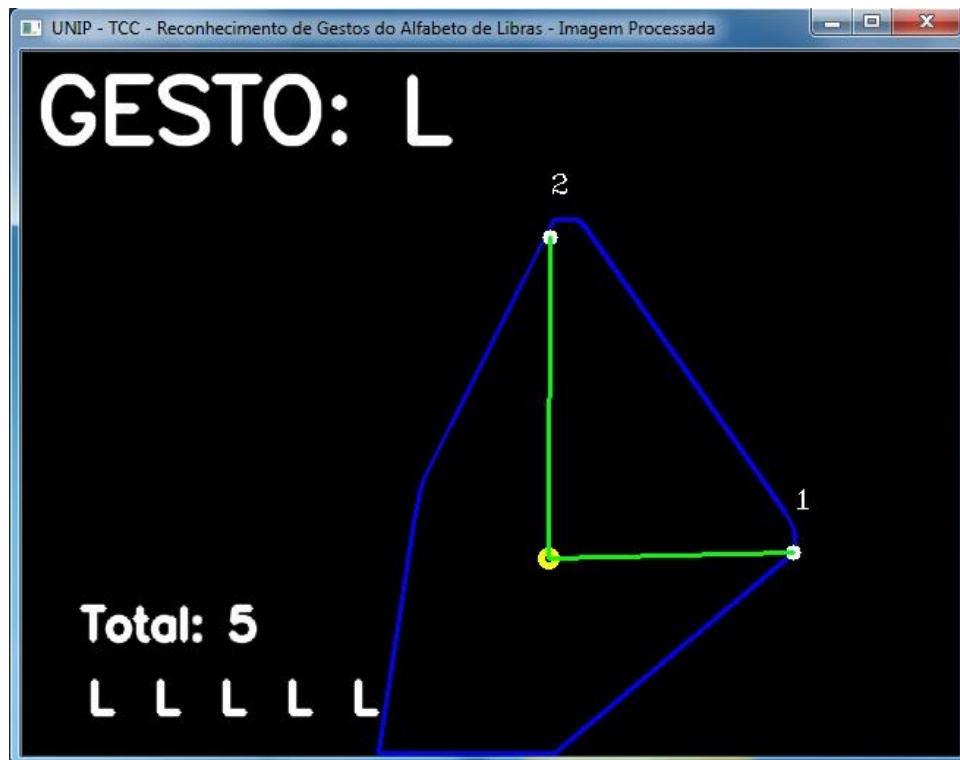 UNIP - TCC - Reconhecimento de Gestos do Alfabeto de Libras - Imagem Processada
GESTO: L
2
1
Total: 5
L L L L L